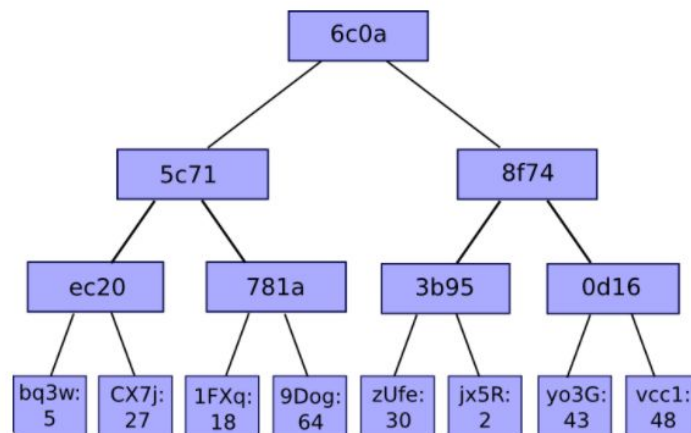 6c0a
5c71
8f74
ec20
781a
3b95
0d16
bq3w:
5
CX7j:
27
1FXq:
18
9Dog:
64
zUfe:
30
jx5R:
2
yo3G:
43
vcc1:
48